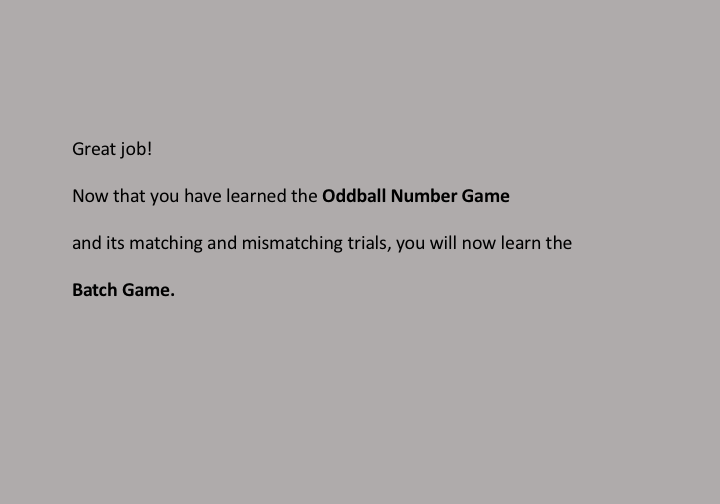 Great job!
Now that you have learned the Oddball Number Game
and its matching and mismatching trials, you will now learn the
Batch Game.